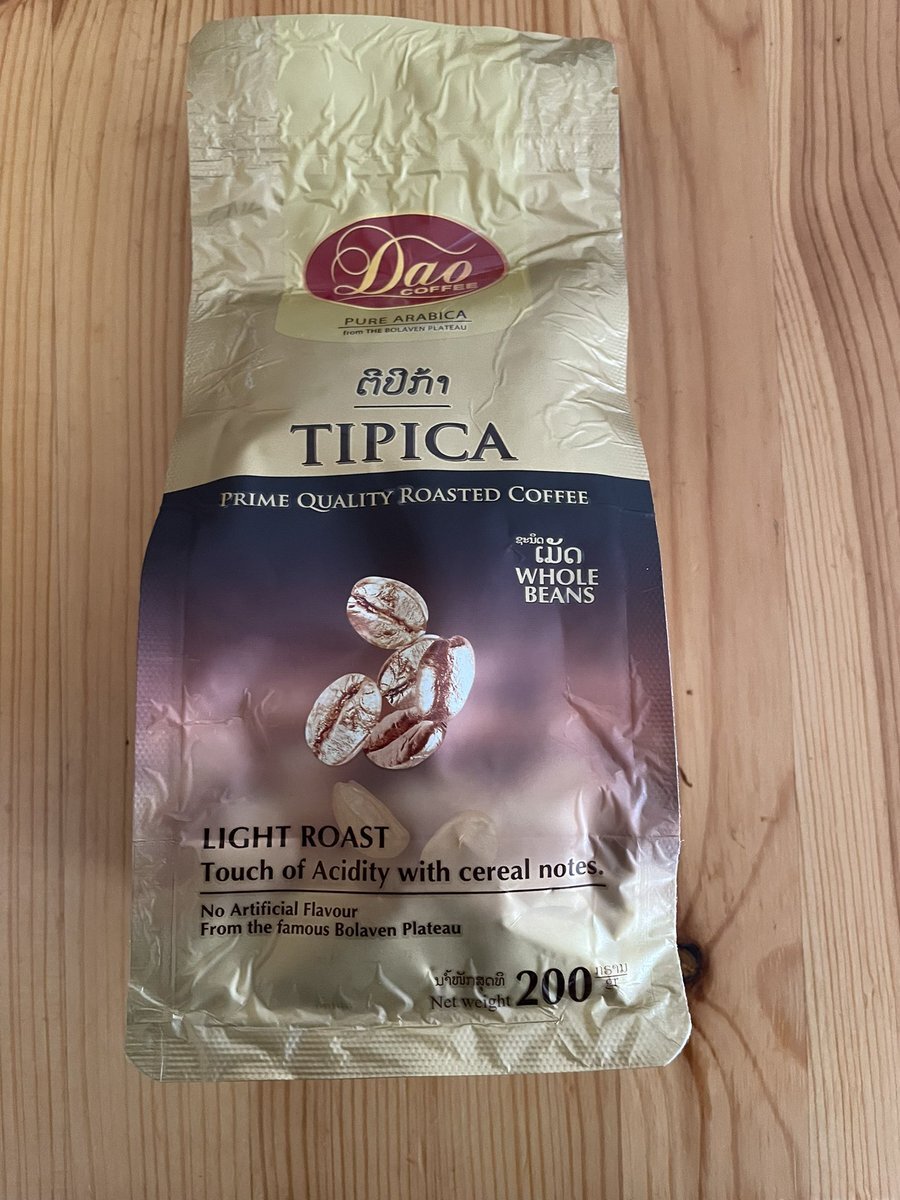 Dao
COFFEE
PURE ARABICA
from THE BOLAVEN PLATEAU
ຕີປີກ້າ
TIPICA
PRIME QUALITY ROASTED COFFEE
ຊະນິດ
ເມັດ
WHOLE
BEANS
LIGHT ROAST
Touch of Acidity with cereal notes.
No Artificial Flavour
From the famous Bolaven Plateau
ນ້ຳໜັກສຸດທິ
Net weight 200 ກຣາມ
gr